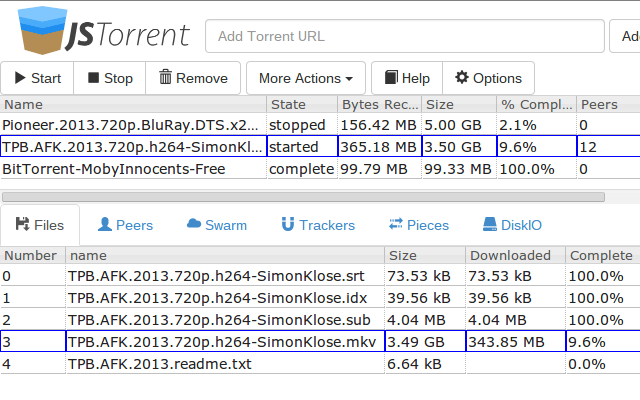 JSTorrent Add Torrent URL Add
Start Stop Remove More Actions Help Options
Name State Bytes Rec... Size % Compl... Peers
Pioneer.2013.720p.BluRay.DTS.x2... stopped 156.42 MB 5.00 GB 2.1% 0
TPB.AFK.2013.720p.h264-SimonKl... started 365.18 MB 3.50 GB 9.6% 12
BitTorrent-MobyInnocents-Free complete 99.79 MB 99.33 MB 100.0% 0
Files Peers Swarm Trackers Pieces DiskIO
Number name Size Downloaded Complete
0 TPB.AFK.2013.720p.h264-SimonKlose.srt 73.53 kB 73.53 kB 100.0%
1 TPB.AFK.2013.720p.h264-SimonKlose.idx 39.56 kB 39.56 kB 100.0%
2 TPB.AFK.2013.720p.h264-SimonKlose.sub 4.04 MB 4.04 MB 100.0%
3 TPB.AFK.2013.720p.h264-SimonKlose.mkv 3.49 GB 343.85 MB 9.6%
4 TPB.AFK.2013.readme.txt 6.64 kB 0.0%